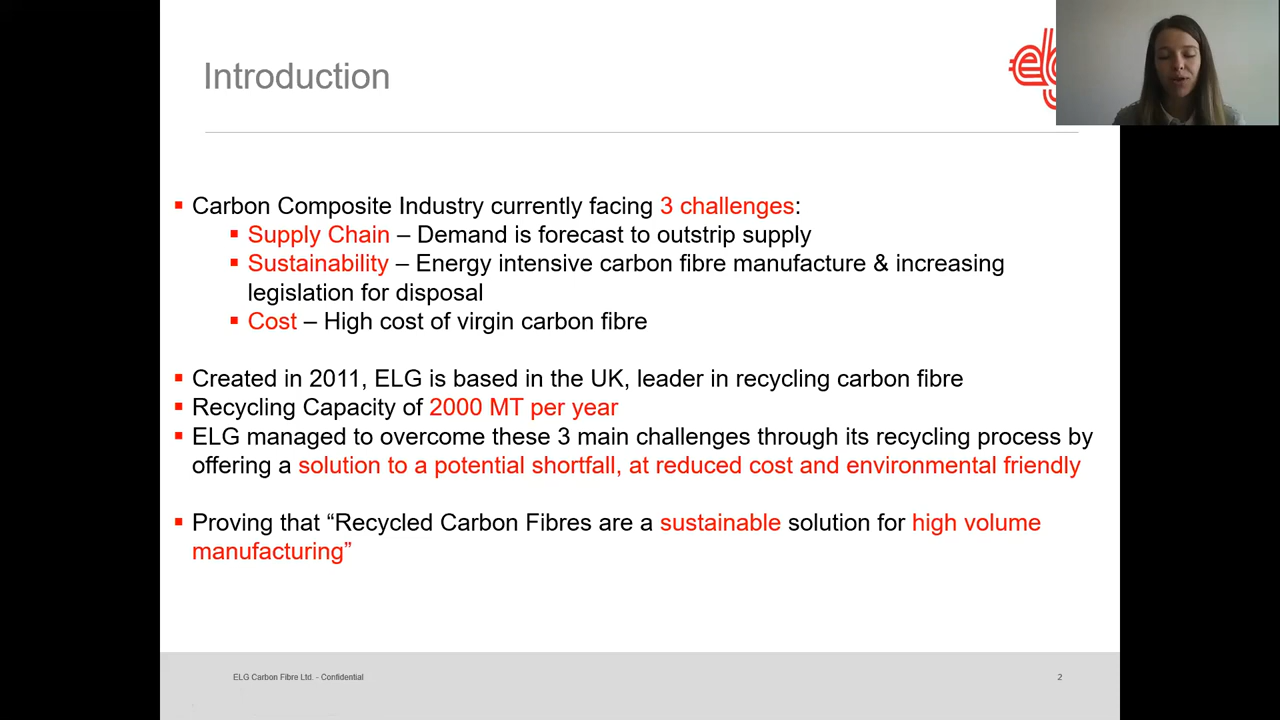 Introduction
Carbon Composite Industry currently facing 3 challenges:
Supply Chain – Demand is forecast to outstrip supply
Sustainability – Energy intensive carbon fibre manufacture & increasing
legislation for disposal
Cost – High cost of virgin carbon fibre
Created in 2011, ELG is based in the UK, leader in recycling carbon fibre
Recycling Capacity of 2000 MT per year
ELG managed to overcome these 3 main challenges through its recycling process by
offering a solution to a potential shortfall, at reduced cost and environmental friendly
Proving that “Recycled Carbon Fibres are a sustainable solution for high volume
manufacturing”
ELG Carbon Fibre Ltd. - Confidential
2